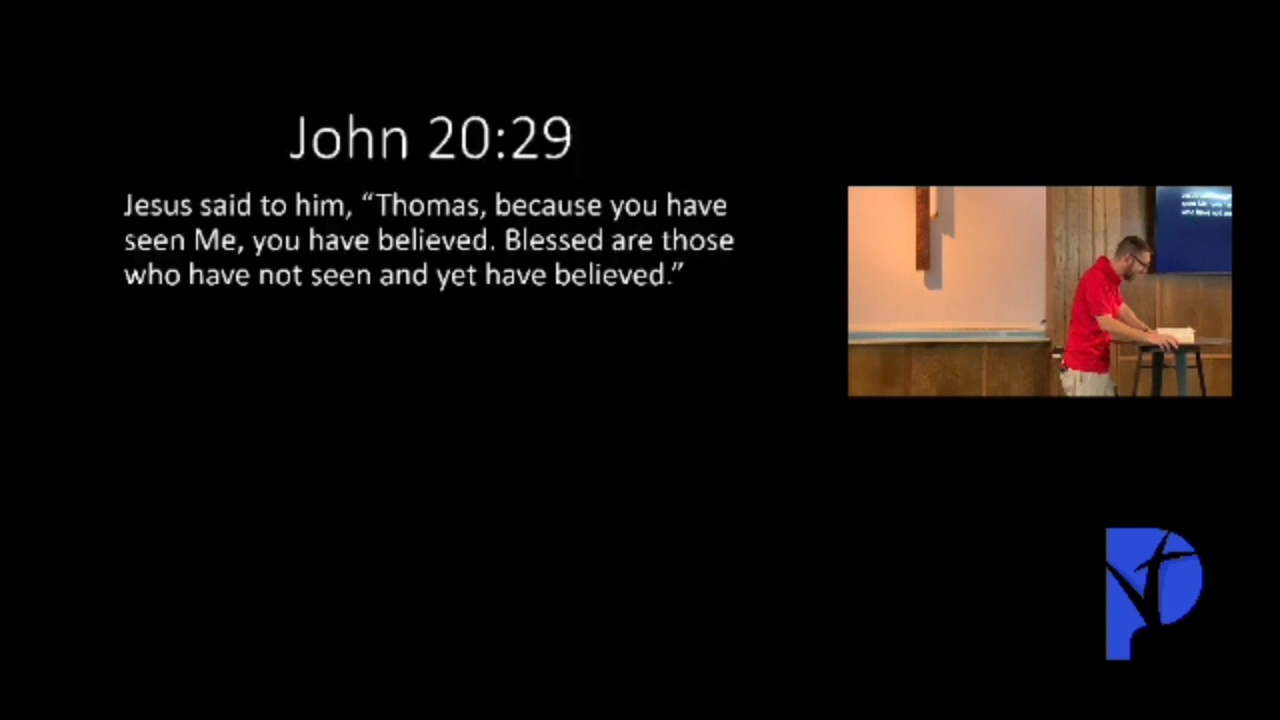 John 20:29
Jesus said to him, “Thomas, because you have
seen Me, you have believed. Blessed are those
who have not seen and yet have believed.”